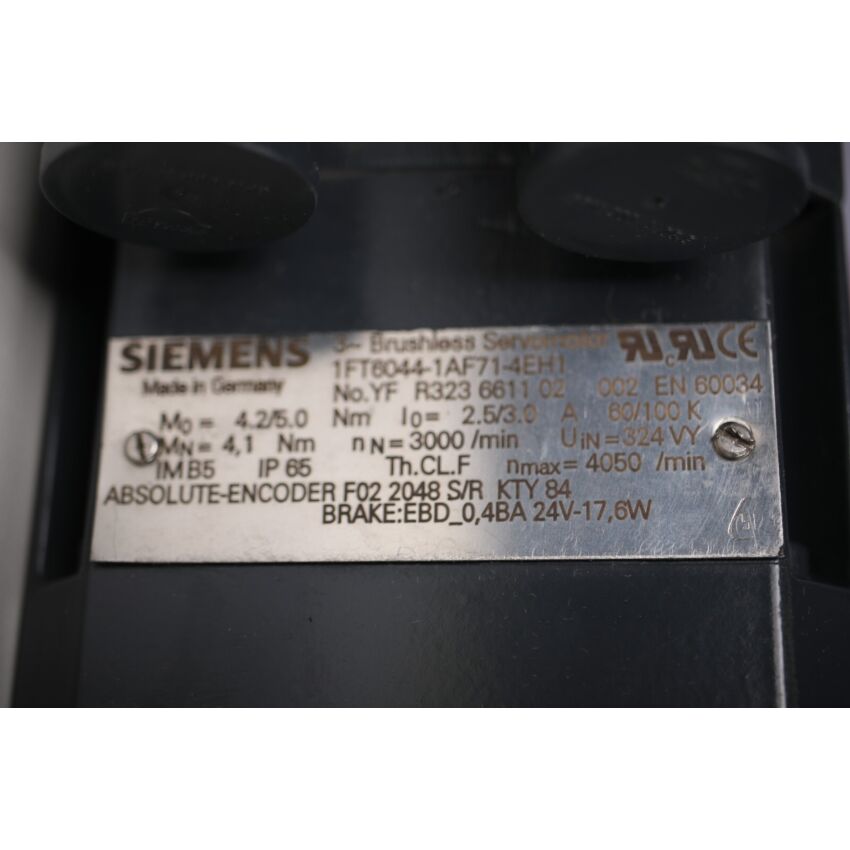 SIEMENS 3~ Brushless Servomotor
1FT6044-1AF71-4EH1
Made in Germany
No.YF R323 6611 02 002 EN 60034
M0= 4.2/5.0 Nm I0= 2.5/3.0 A 60/100 K
MN= 4,1 Nm nN=3000/min UIN=324VY
IM B5 IP 65 Th.CL.F nmax=4050 /min
ABSOLUTE-ENCODER F02 2048 S/R KTY 84
BRAKE:EBD_0,4BA 24V-17,6W